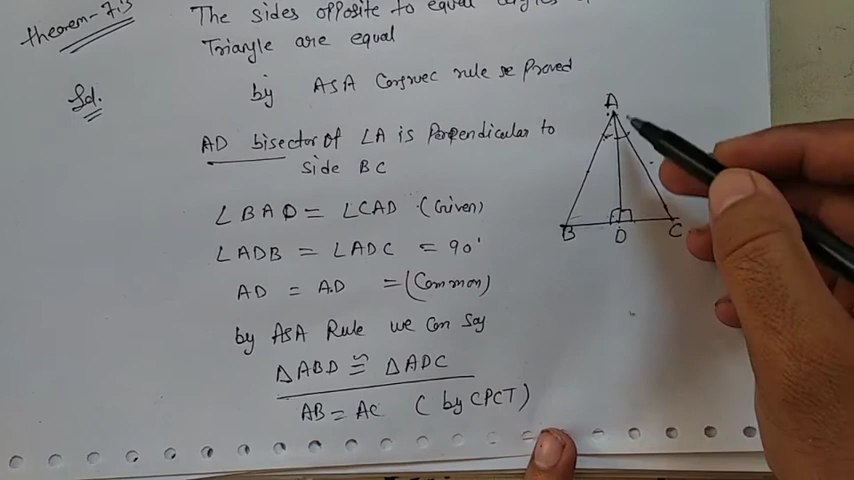 theorem-7.3
The sides opposite to equal angles
Triangle are equal
Sol.
by ASA Congruec rule se Proved
AD bisector of ∠A is Perpendicular to
side BC
∠BAD = ∠CAD (Given)
∠ADB = ∠ADC = 90°
AD = AD = (Common)
by ASA Rule we Can Say
△ABD ≅ △ADC
AB = AC ( by CPCT )
A
B
D
C